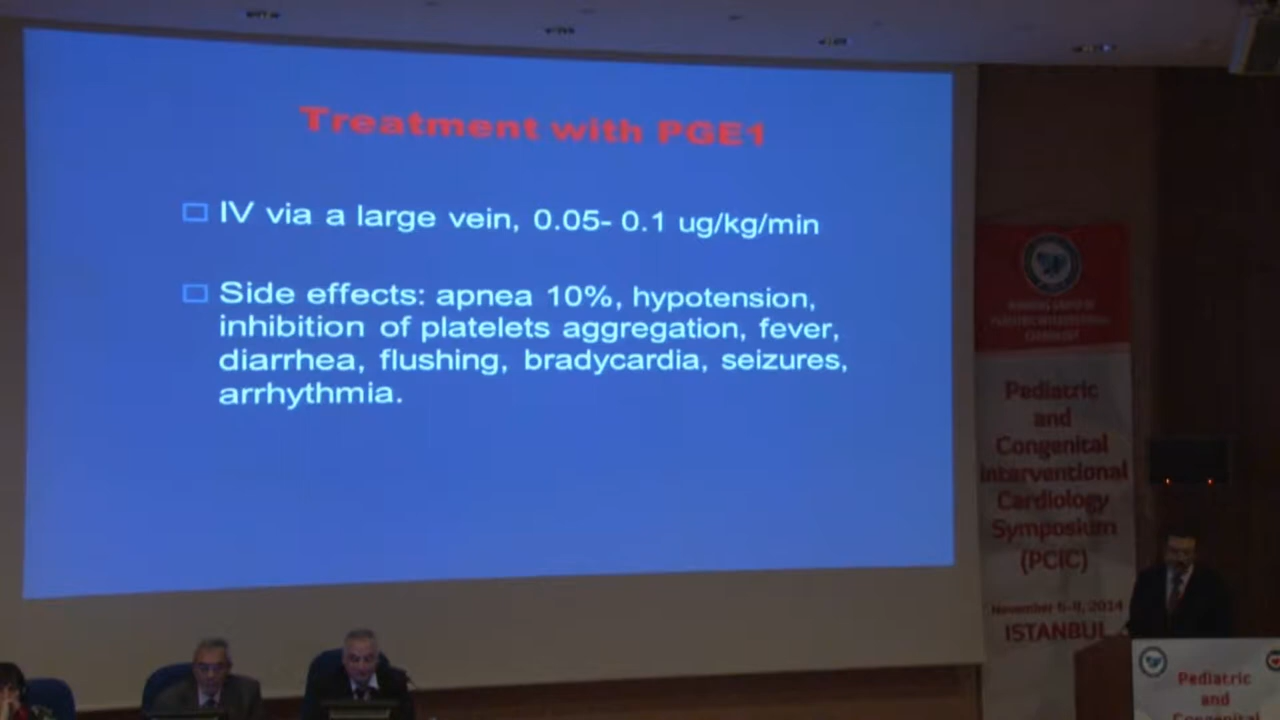 Treatment with PGE1
IV via a large vein, 0.05- 0.1 ug/kg/min
Side effects: apnea 10%, hypotension,
inhibition of platelets aggregation, fever,
diarrhea, flushing, bradycardia, seizures,
arrhythmia.
Pediatric
and
Congenital
Interventional
Cardiology
Symposium
(PCIC)
November 6-8, 2014
ISTANBUL
Pediatric
and
Congenital